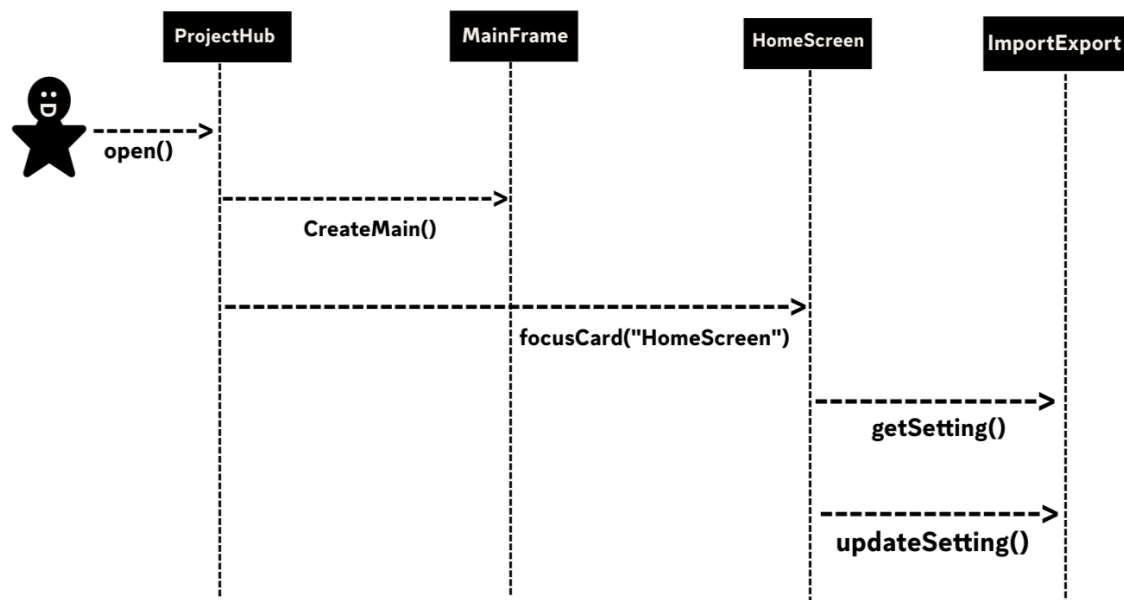 ProjectHub
MainFrame
HomeScreen
ImportExport
open()
CreateMain()
focusCard("HomeScreen")
getSetting()
updateSetting()